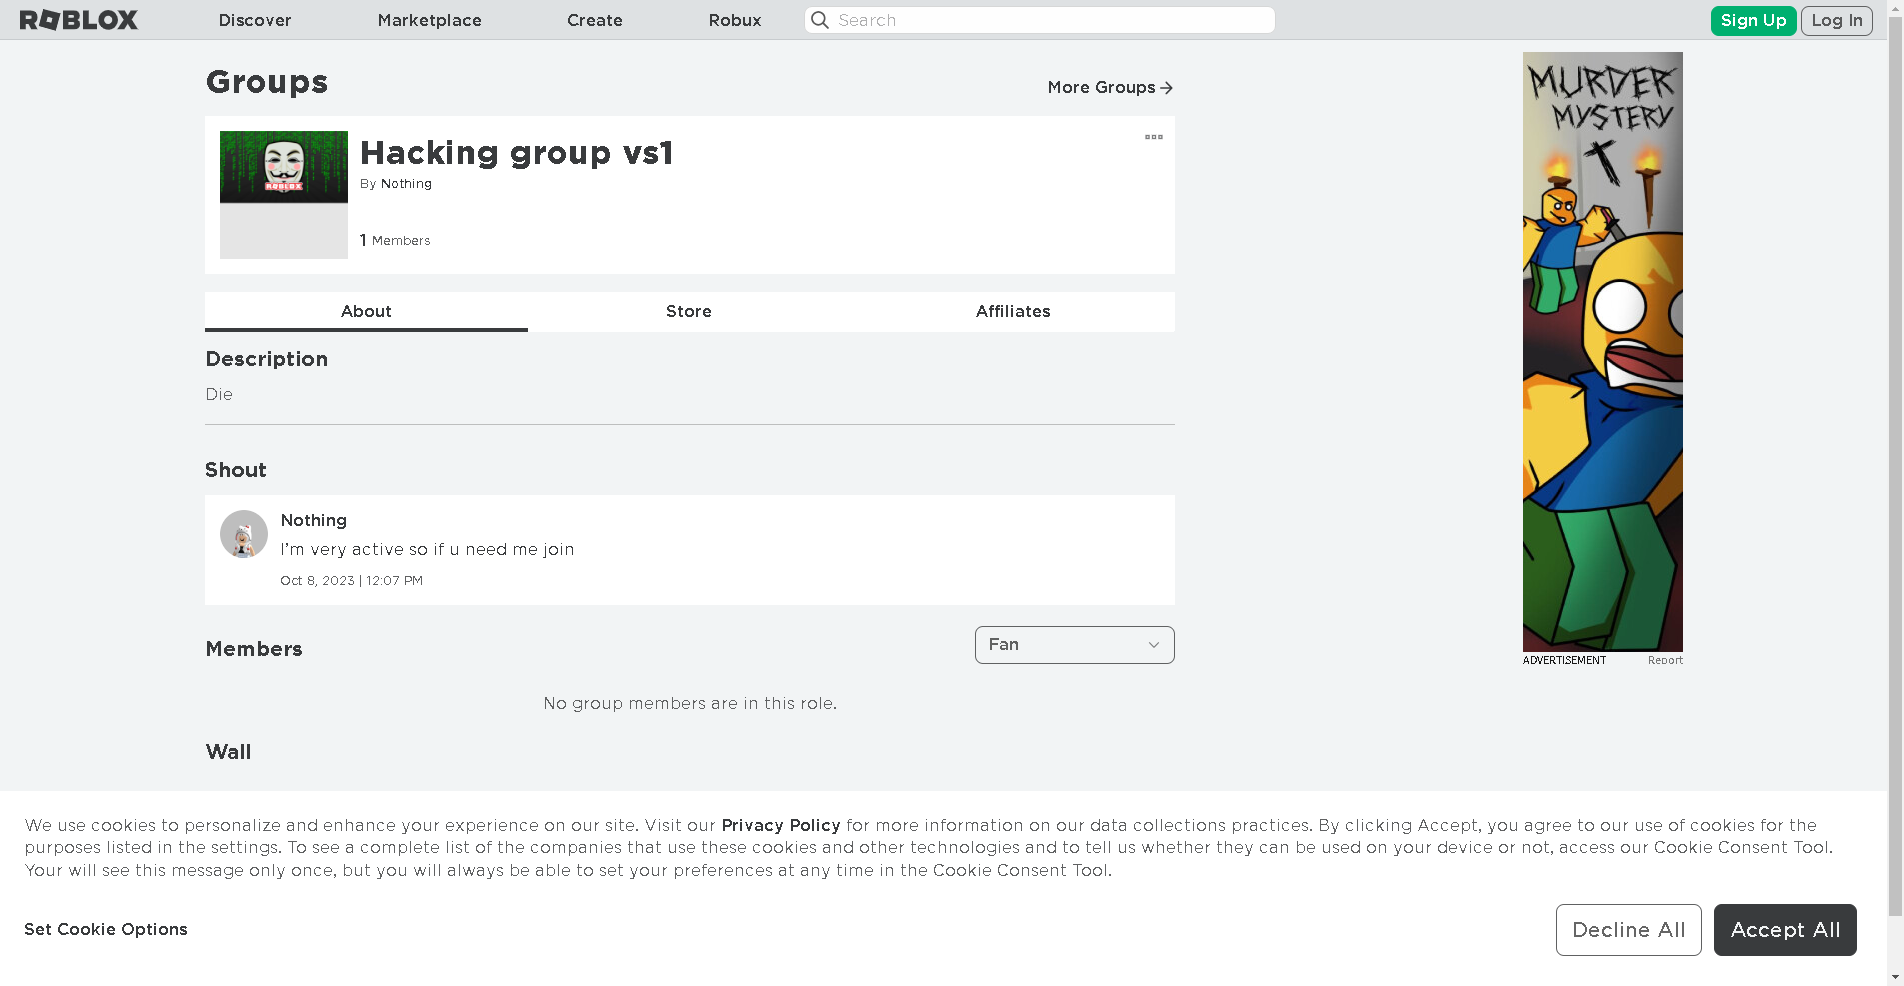 ROBLOX
Discover
Marketplace
Create
Robux
Search
Sign Up
Log In
Groups
More Groups
ROBLOX
Hacking group vs1
By Nothing
1 Members
About
Store
Affiliates
Description
Die
Shout
Nothing
I'm very active so if u need me join
Oct 8, 2023 | 12:07 PM
Members
Fan
No group members are in this role.
Wall
MURDER
MYSTERY
ADVERTISEMENT
Report
We use cookies to personalize and enhance your experience on our site. Visit our Privacy Policy for more information on our data collections practices. By clicking Accept, you agree to our use of cookies for the
purposes listed in the settings. To see a complete list of the companies that use these cookies and other technologies and to tell us whether they can be used on your device or not, access our Cookie Consent Tool.
Your will see this message only once, but you will always be able to set your preferences at any time in the Cookie Consent Tool.
Set Cookie Options
Decline All
Accept All